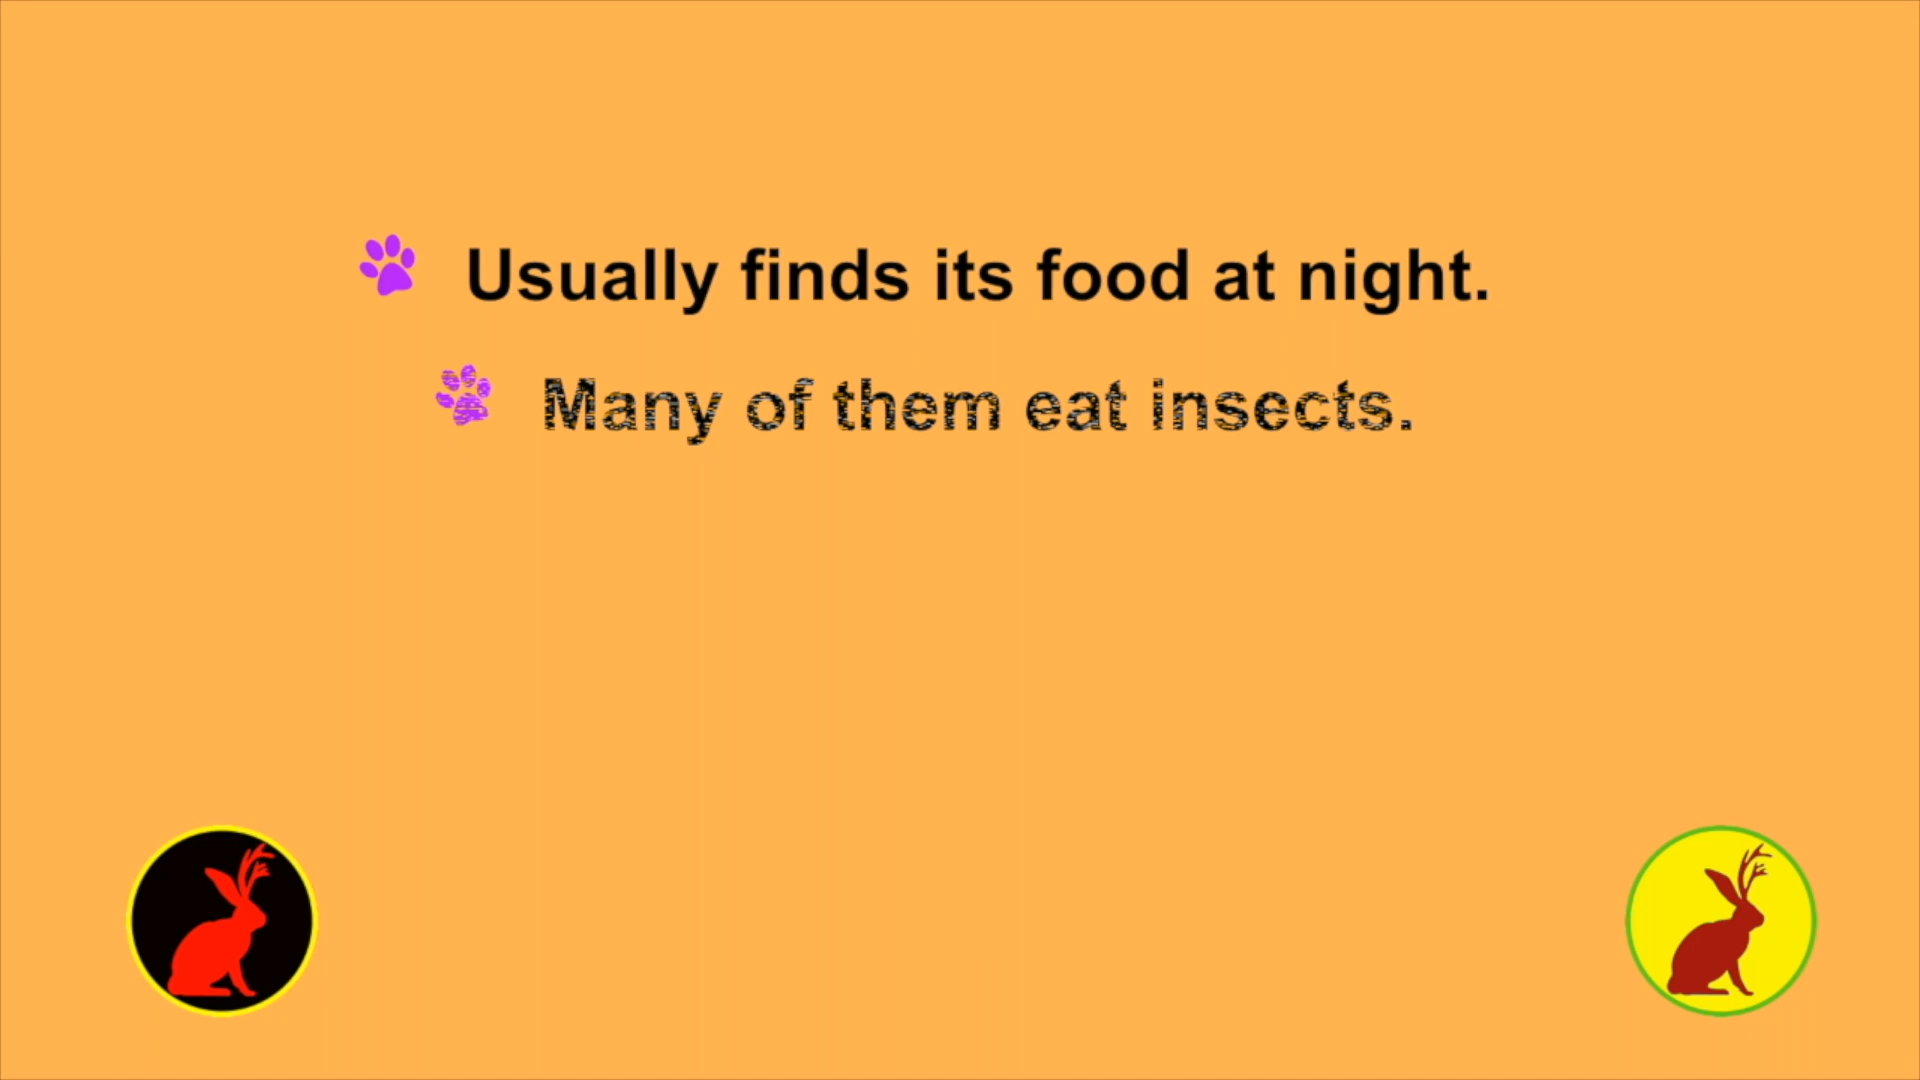 Usually finds its food at night.
Many of them eat insects.